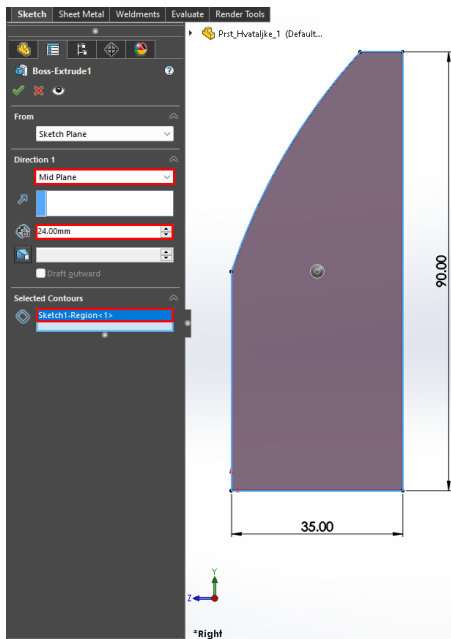 Sketch Sheet Metal Weldments Evaluate Render Tools
Prst_Hvataljke_1 (Default...
Boss-Extrude1
From
Sketch Plane
Direction 1
Mid Plane
24.00mm
Draft outward
Selected Contours
Sketch1-Region<1>
90.00
35.00
Y
Z
*Right